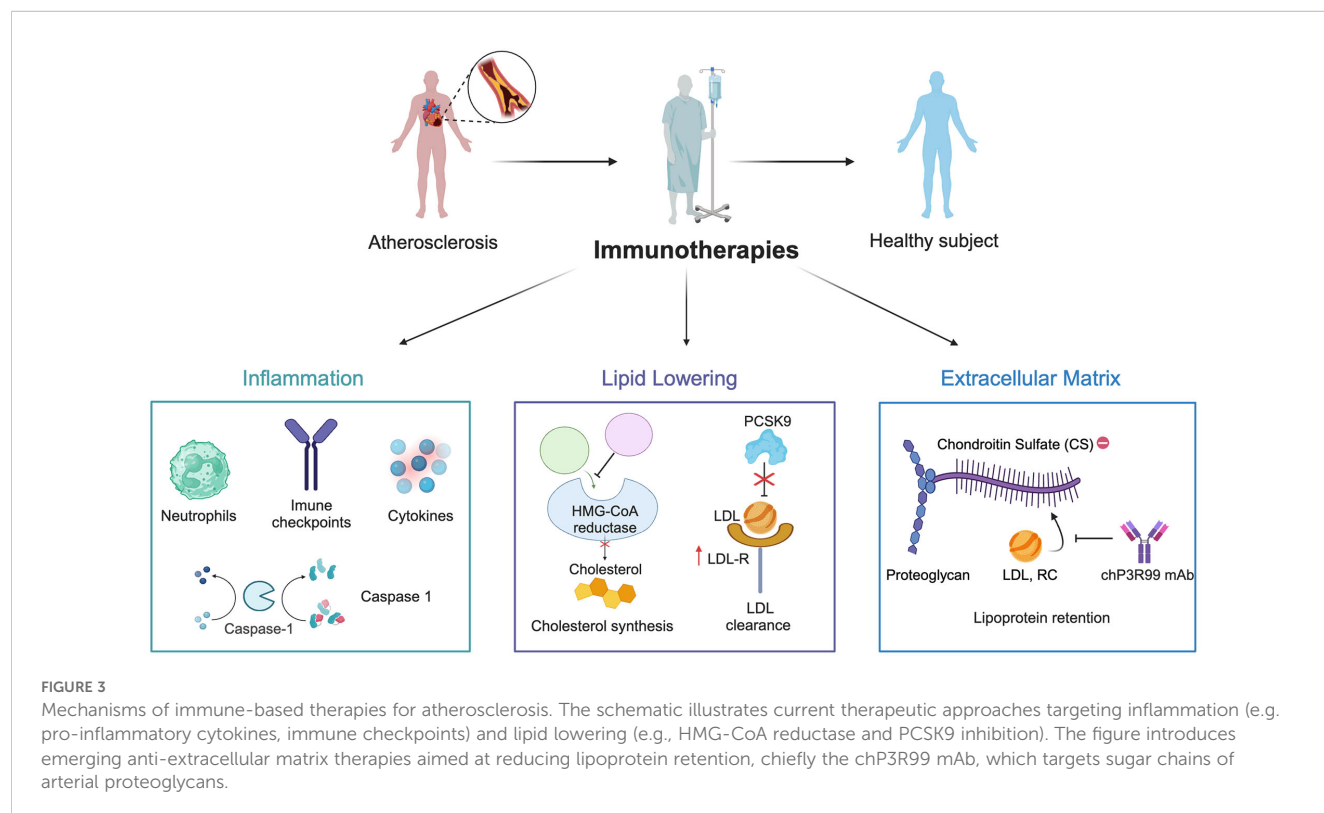 Atherosclerosis
Immunotherapies
Healthy subject
Inflammation
Neutrophils
Imune
checkpoints
Cytokines
Caspase-1
Caspase 1
Lipid Lowering
HMG-CoA
reductase
Cholesterol
Cholesterol synthesis
PCSK9
LDL
LDL-R
LDL
clearance
Extracellular Matrix
Chondroitin Sulfate (CS)
Proteoglycan
LDL, RC
chP3R99 mAb
Lipoprotein retention
FIGURE 3
Mechanisms of immune-based therapies for atherosclerosis. The schematic illustrates current therapeutic approaches targeting inflammation (e.g.
pro-inflammatory cytokines, immune checkpoints) and lipid lowering (e.g., HMG-CoA reductase and PCSK9 inhibition). The figure introduces
emerging anti-extracellular matrix therapies aimed at reducing lipoprotein retention, chiefly the chP3R99 mAb, which targets sugar chains of
arterial proteoglycans.